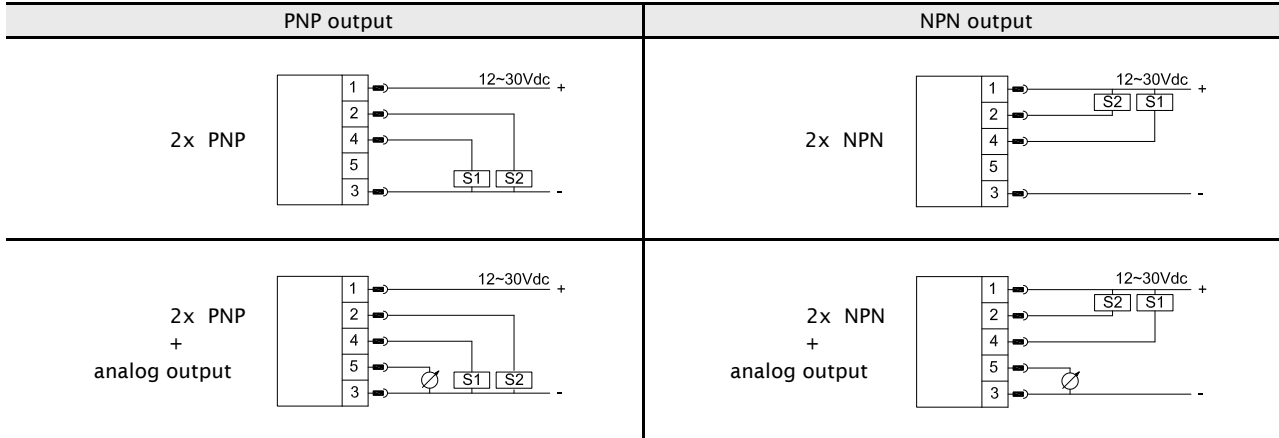 PNP output
NPN output
2x PNP
1
2
4
5
3
12~30Vdc +
S1 S2
-
2x NPN
1
2
4
5
3
12~30Vdc +
S2 S1
-
2x PNP
+
analog output
1
2
4
5
3
12~30Vdc +
S1 S2
-
2x NPN
+
analog output
1
2
4
5
3
12~30Vdc +
S2 S1
-